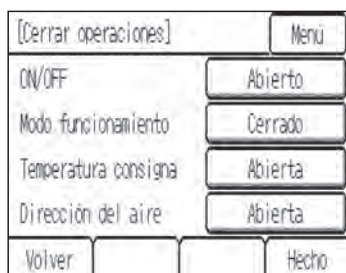 [Cerrar operaciones] Menú
ON/OFF Abierto
Modo funcionamiento Cerrado
Temperatura consigna Abierta
Dirección del aire Abierta
Volver Hecho